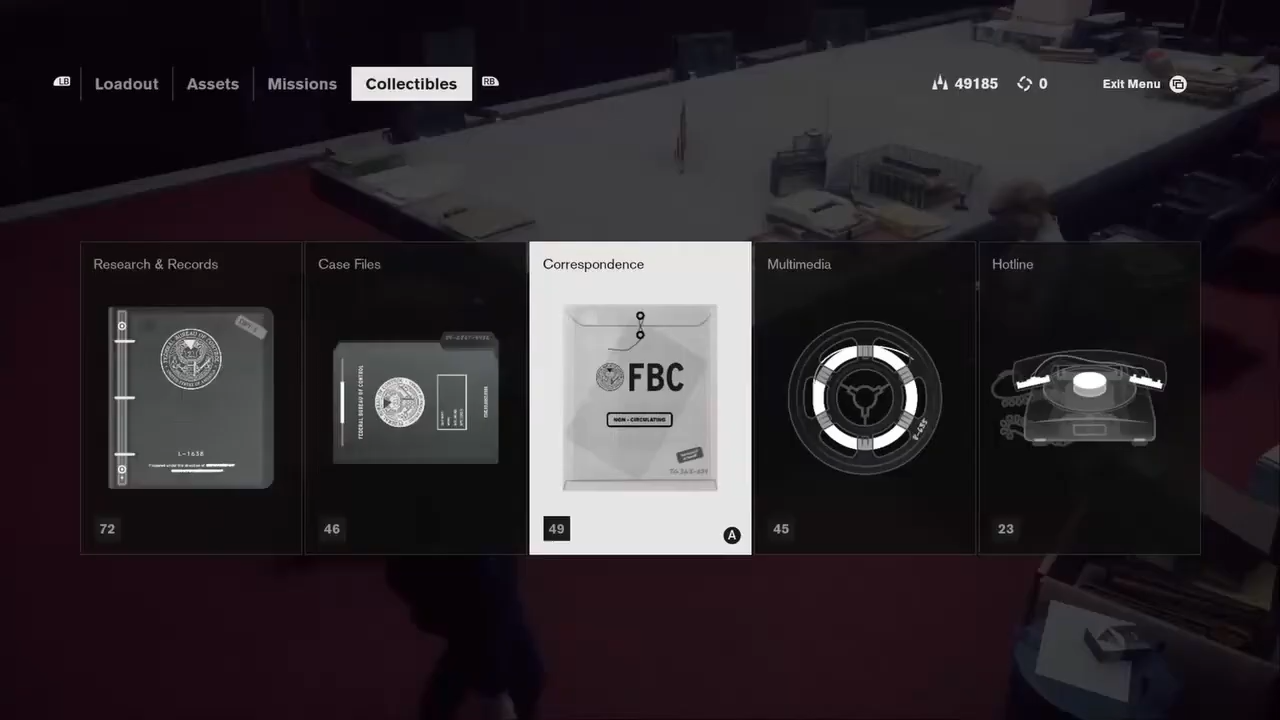 LB
Loadout
Assets
Missions
Collectibles
RB
49185
0
Exit Menu
Research & Records
L-1638
72
Case Files
FEDERAL BUREAU OF CONTROL
46
Correspondence
FBC
NON - CIRCULATING
49
A
Multimedia
45
Hotline
23